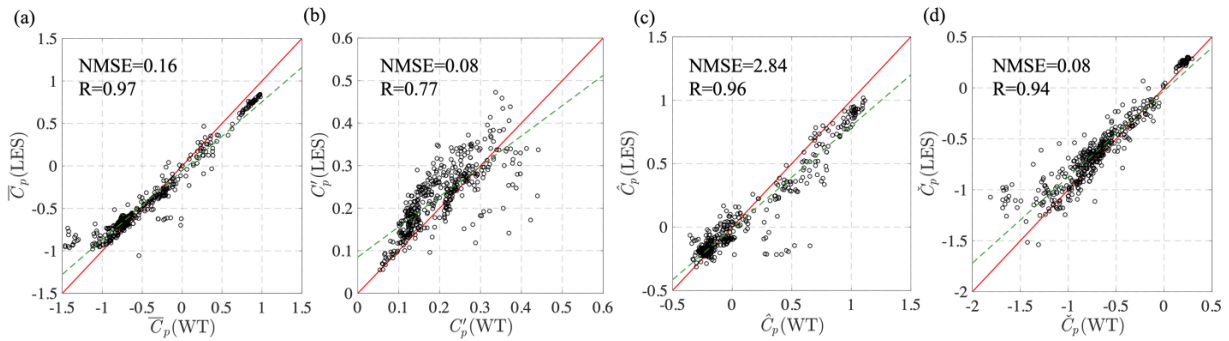 (a)
NMSE=0.16
R=0.97
1.5
1
0.5
0
-0.5
-1
-1.5
-1.5 -1 -0.5 0 0.5 1 1.5
C̅p(LES)
C̅p(WT)
(b)
NMSE=0.08
R=0.77
0.6
0.5
0.4
0.3
0.2
0.1
0
0 0.1 0.2 0.3 0.4 0.5 0.6
C′p(LES)
C′p(WT)
(c)
NMSE=2.84
R=0.96
1.5
1
0.5
0
-0.5
-0.5 0 0.5 1 1.5
Ĉp(LES)
Ĉp(WT)
(d)
NMSE=0.08
R=0.94
0.5
0
-0.5
-1
-1.5
-2
-2 -1.5 -1 -0.5 0 0.5
Čp(LES)
Čp(WT)